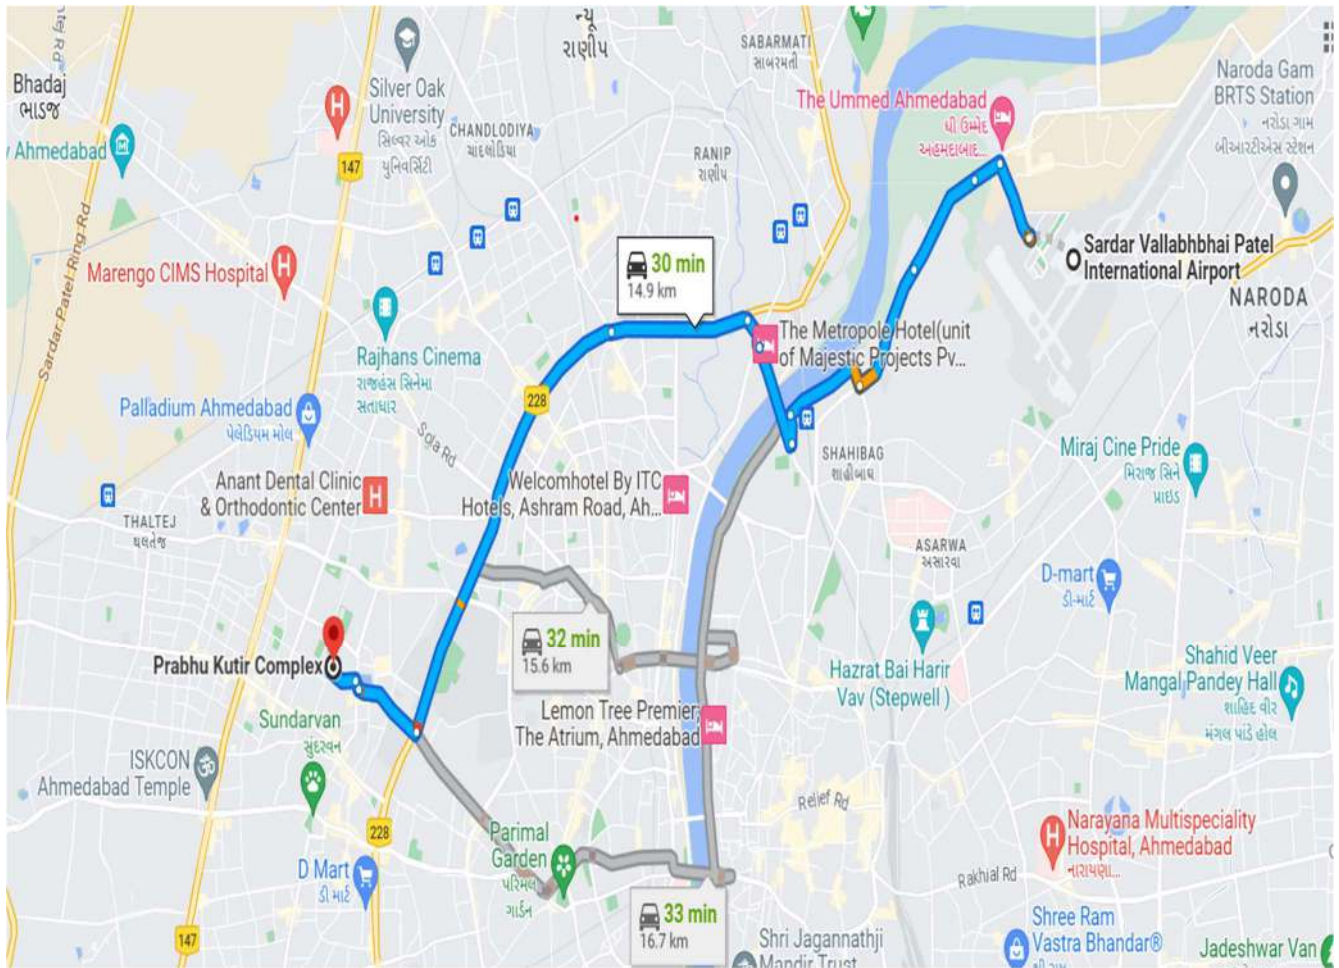 ન્યૂ
રાણીપ
SABARMATI
સાબરમતી
Bhadaj
ભાડજ
Silver Oak
University
સિલ્વર ઓક
યુનિવર્સિટી
147
CHANDLODIYA
ચાંદલોડિયા
RANIP
રાણીપ
The Ummed Ahmedabad
ધી ઉમ્મેદ
અહમદાબાદ...
Naroda Gam
BRTS Station
નરોડા ગામ
બીઆરટીએસ સ્ટેશન
Ahmedabad
Sardar Patel Ring Rd
Marengo CIMS Hospital
30 min
14.9 km
Sardar Vallabhbhai Patel
International Airport
NARODA
નરોડા
Rajhans Cinema
રાજહંસ સિનેમા
સતાધાર
The Metropole Hotel(unit
of Majestic Projects Pv...
228
Palladium Ahmedabad
પેલેડિયમ મોલ
Sola Rd
SHAHIBAG
શાહીબાગ
Miraj Cine Pride
મિરાજ સિને
પ્રાઇડ
Anant Dental Clinic
& Orthodontic Center
Welcomhotel By ITC
Hotels, Ashram Road, Ah...
THALTEJ
થલતેજ
ASARWA
અસારવા
D-mart
ડી-માર્ટ
32 min
15.6 km
Prabhu Kutir Complex
Hazrat Bai Harir
Vav (Stepwell )
Shahid Veer
Mangal Pandey Hall
શાહિદ વીર
મંગલ પાંડે હોલ
Sundarvan
સુંદરવન
Lemon Tree Premier,
The Atrium, Ahmedabad
ISKCON
Ahmedabad Temple
Relief Rd
228
Parimal
Garden
પરિમલ
ગાર્ડન
Narayana Multispeciality
Hospital, Ahmedabad
નારાયણા...
D Mart
ડી માર્ટ
Rakhial Rd
33 min
16.7 km
147
Shri Jagannathji
Mandir Trust
Shree Ram
Vastra Bhandar®
Jadeshwar Van